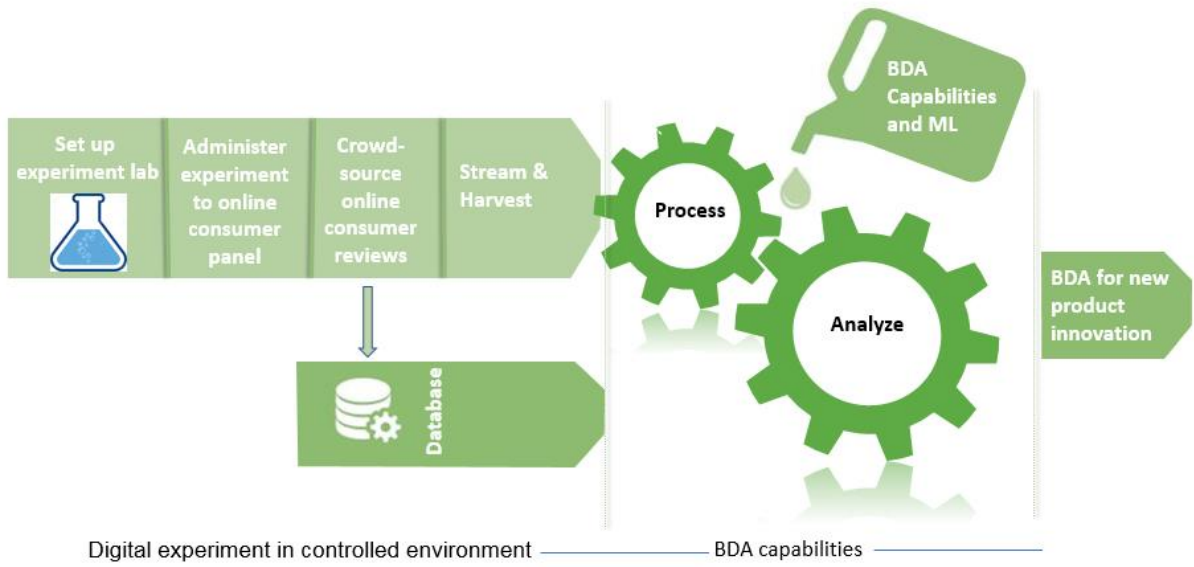 Set up
experiment lab
Administer
experiment
to online
consumer
panel
Crowd-
source
online
consumer
reviews
Stream &
Harvest
Process
BDA
Capabilities
and ML
Analyze
BDA for new
product
innovation
Database
Digital experiment in controlled environment
BDA capabilities